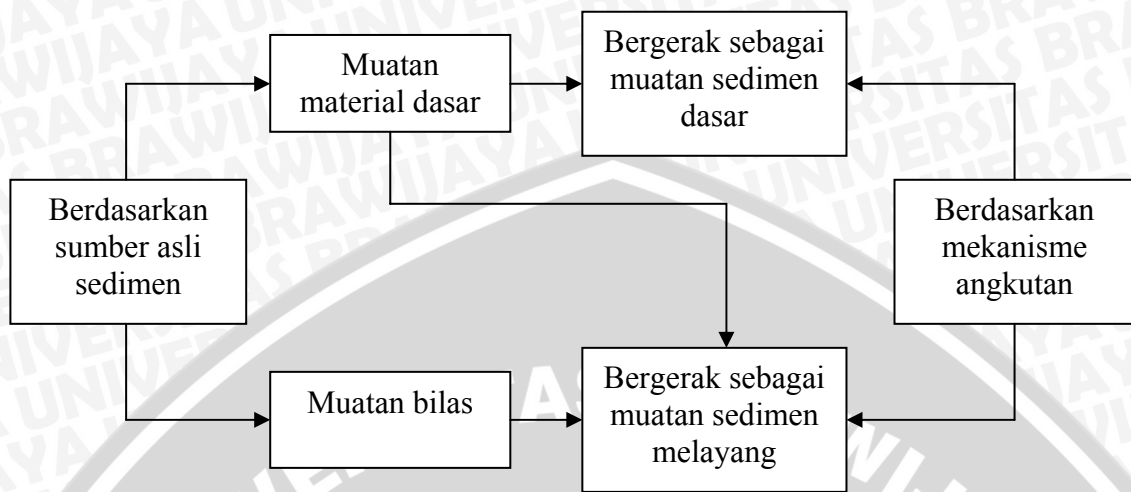 Muatan
material dasar
Bergerak sebagai
muatan sedimen
dasar
Berdasarkan
sumber asli
sedimen
Berdasarkan
mekanisme
angkutan
Muatan bilas
Bergerak sebagai
muatan sedimen
melayang